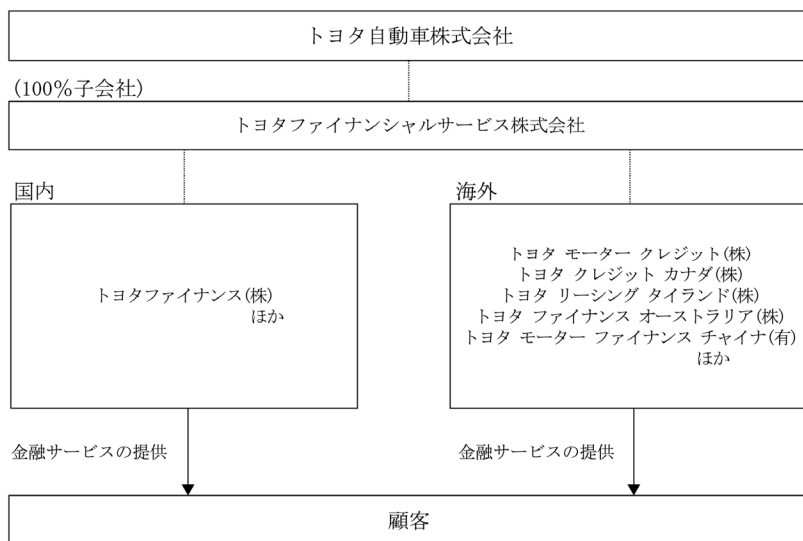 トヨタ自動車株式会社
(100％子会社)
トヨタファイナンシャルサービス株式会社
国内
トヨタファイナンス(株)
ほか
金融サービスの提供
海外
トヨタ モーター クレジット(株)
トヨタ クレジット カナダ(株)
トヨタ リーシング タイランド(株)
トヨタ ファイナンス オーストラリア(株)
トヨタ モーター ファイナンス チャイナ(有)
ほか
金融サービスの提供
顧客